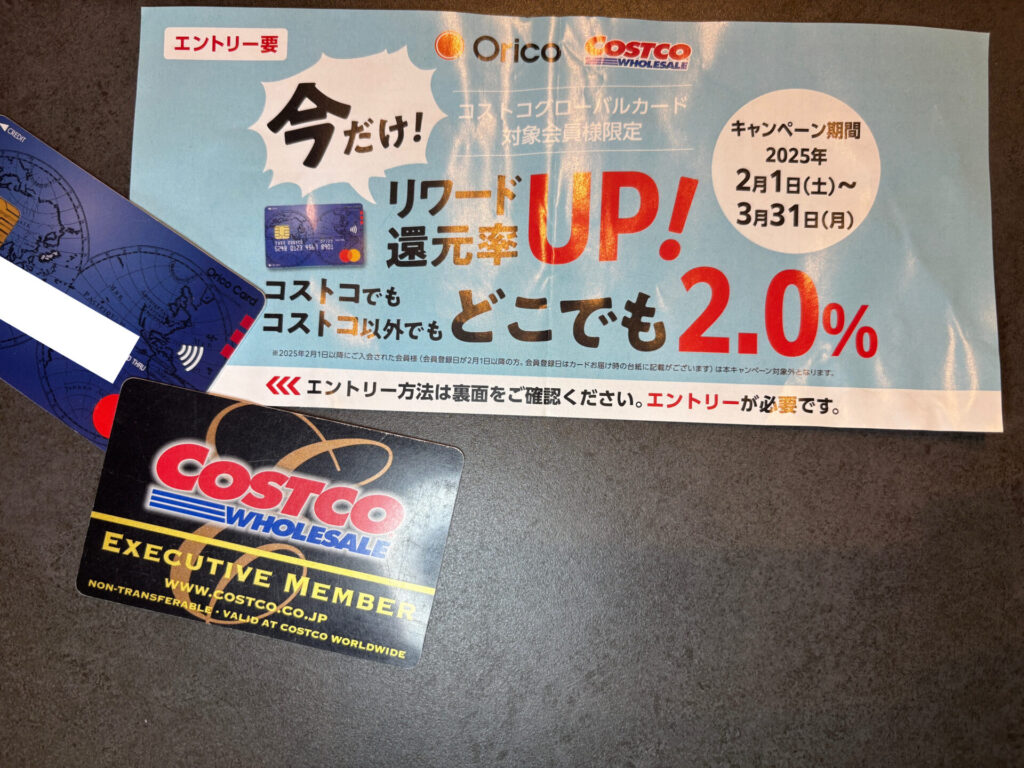 エントリー要
Orico
COSTCO
WHOLESALE
今だけ!
コストコグローバルカード
対象会員様限定
キャンペーン期間
2025年
2月1日(土)~
3月31日(月)
リワード
還元率
UP!
5248 0123 4567 8901
コストコでも
コストコ以外でも
どこでも2.0%
※2025年2月1日以降にご入会された会員様(会員登録日が2月1日以降の方。会員登録日はカードお届け時の台紙に記載がございます)は本キャンペーン対象外となります。
エントリー方法は裏面をご確認ください。エントリーが必要です。
CREDIT
Orico Card
THRU
COSTCO
WHOLESALE
EXECUTIVE MEMBER
WWW.COSTCO.CO.JP
NON-TRANSFERABLE · VALID AT COSTCO WORLDWIDE